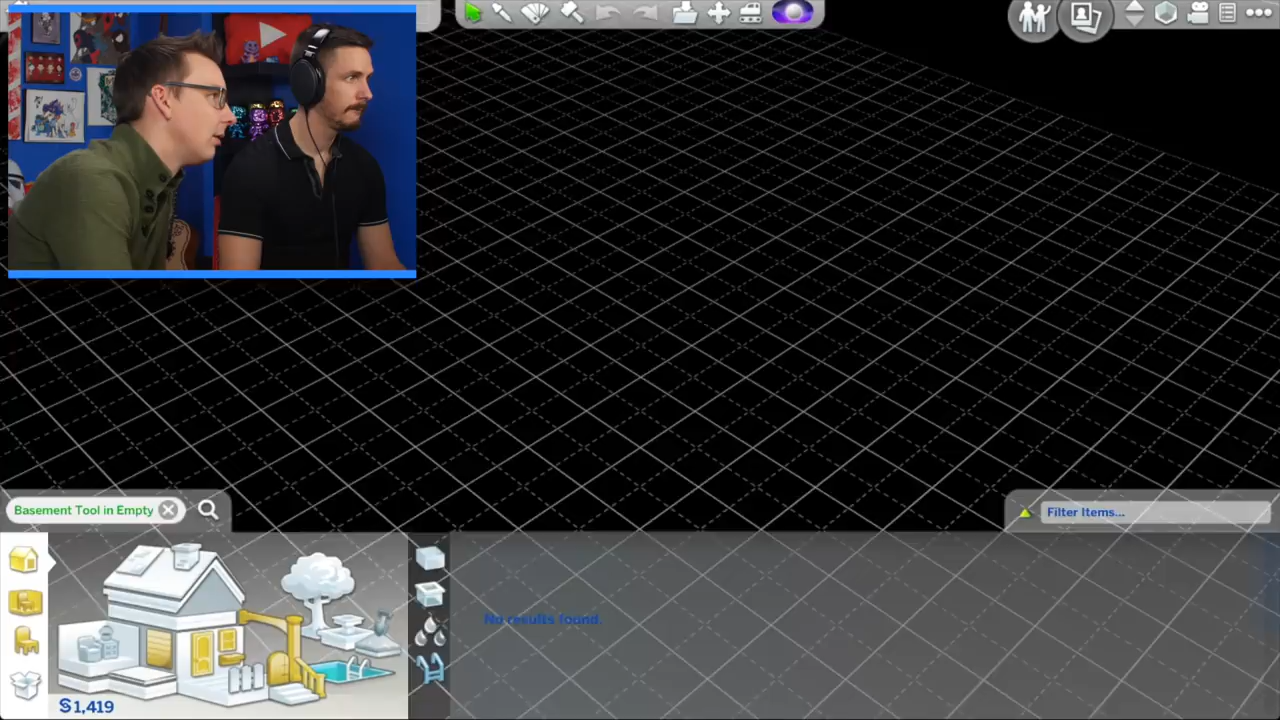 Basement Tool in Empty
Filter Items...
No results found.
§1,419